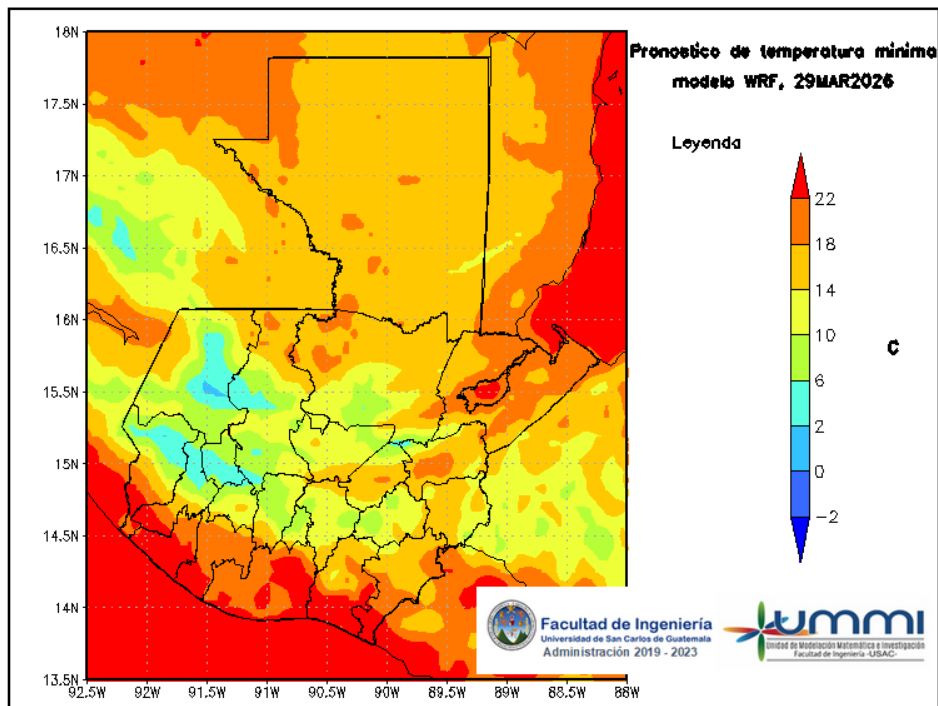 Pronostico de temperatura minima
modelo WRF, 29MAR2026
Leyenda
22
18
14
10
6
2
0
-2
C
18N
17.5N
17N
16.5N
16N
15.5N
15N
14.5N
14N
13.5N
92.5W
92W
91.5W
91W
90.5W
90W
89.5W
89W
88.5W
88W
Facultad de Ingeniería
Universidad de San Carlos de Guatemala
Administración 2019 - 2023
ummi
Unidad de Modelación Matemática e Investigación
Facultad de Ingeniería -USAC-